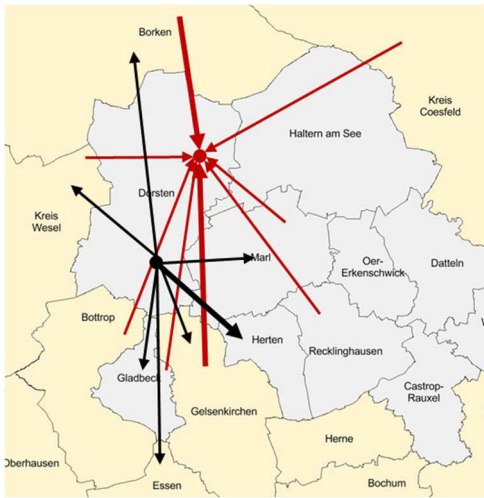 Borken
Kreis
Coesfeld
Haltern am See
Dorsten
Kreis
Wesel
Marl
Oer-
Erkenschwick
Datteln
Bottrop
Herten
Recklinghausen
Gladbeck
Castrop-
Rauxel
Gelsenkirchen
Herne
Oberhausen
Essen
Bochum